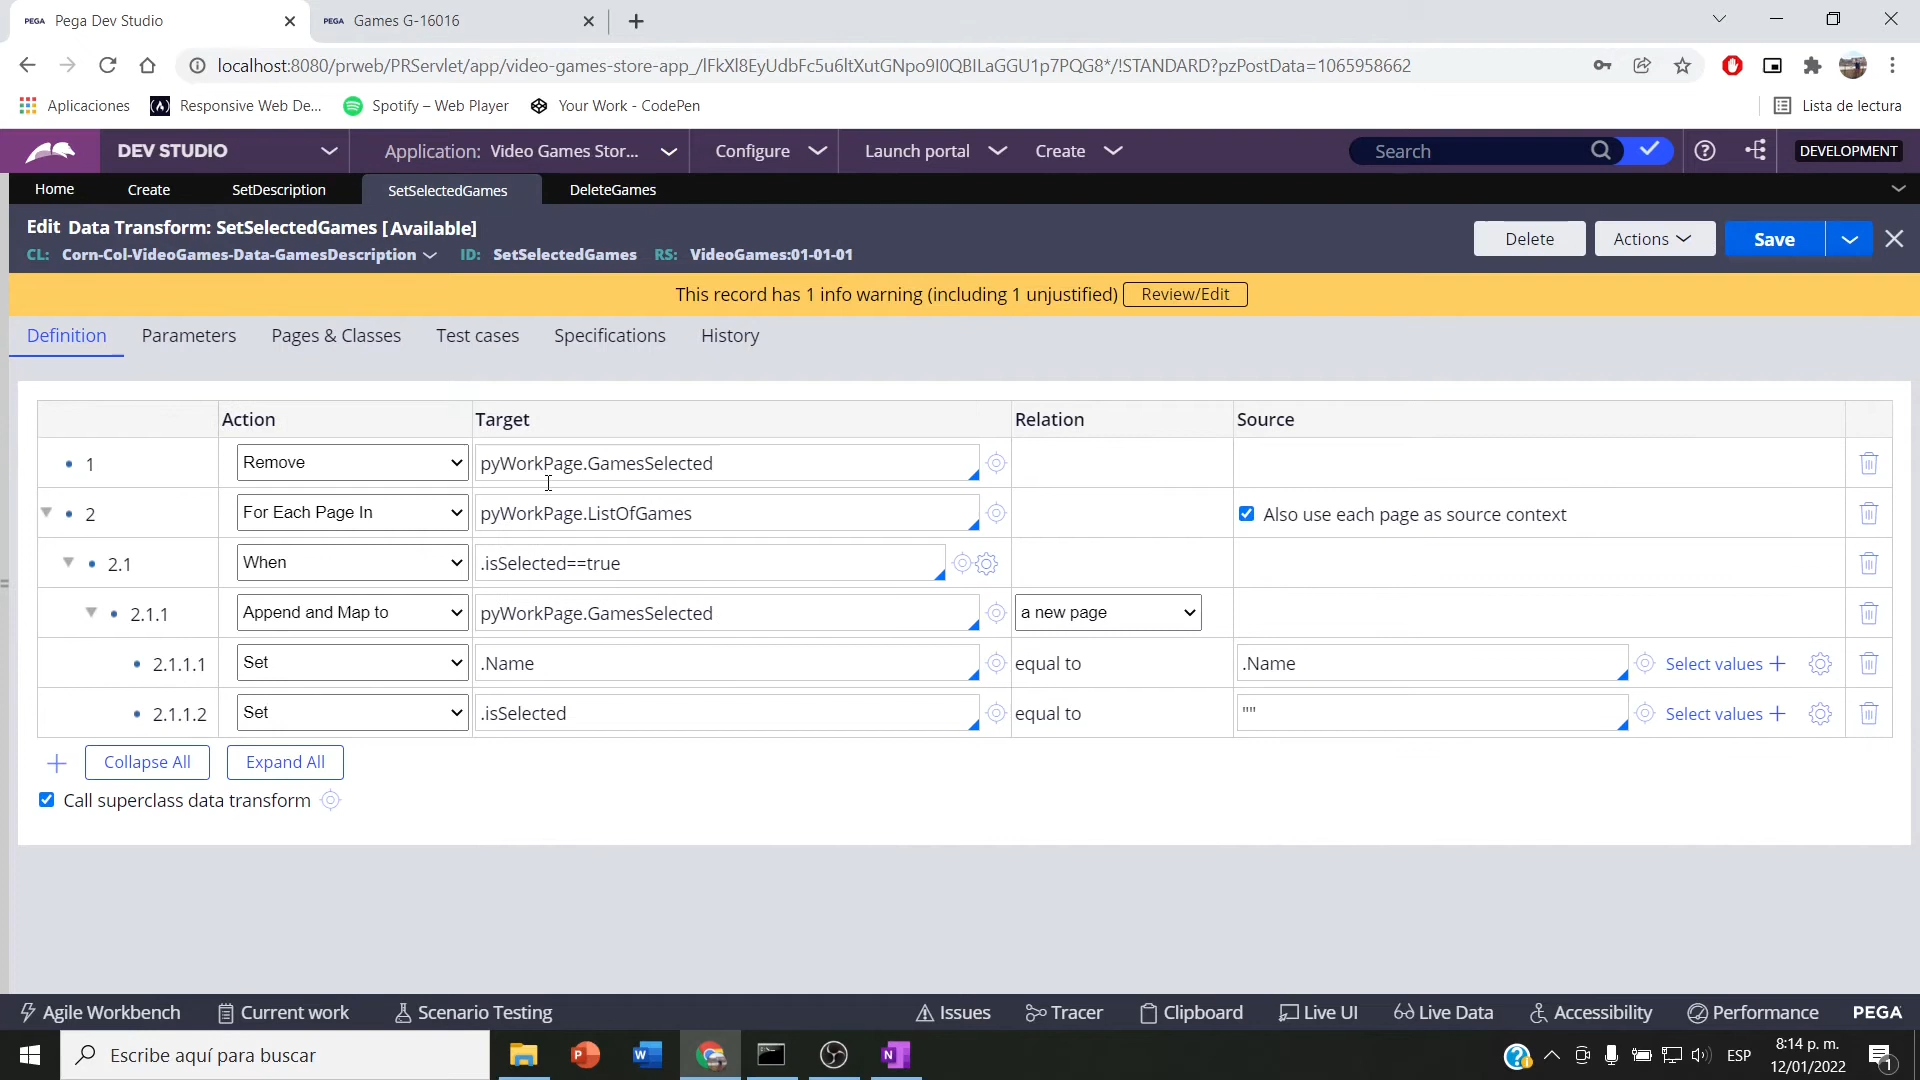 PEGA Pega Dev Studio
PEGA Games G-16016
localhost:8080/prweb/PRServlet/app/video-games-store-app_/lFkXl8EyUdbFc5u6ltXutGNpo9I0QBILaGGU1p7PQG8*/!STANDARD?pzPostData=1065958662
Aplicaciones
Responsive Web De...
Spotify – Web Player
Your Work - CodePen
Lista de lectura
DEV STUDIO
Application: Video Games Stor...
Configure
Launch portal
Create
Search
DEVELOPMENT
Home
Create
SetDescription
SetSelectedGames
DeleteGames
Edit Data Transform: SetSelectedGames [Available]
CL: Corn-Col-VideoGames-Data-GamesDescription ID: SetSelectedGames RS: VideoGames:01-01-01
Delete
Actions
Save
This record has 1 info warning (including 1 unjustified) Review/Edit
Definition
Parameters
Pages & Classes
Test cases
Specifications
History
Action Target Relation Source
1 Remove pyWorkPage.GamesSelected
2 For Each Page In pyWorkPage.ListOfGames Also use each page as source context
2.1 When .isSelected==true
2.1.1 Append and Map to pyWorkPage.GamesSelected a new page
2.1.1.1 Set .Name equal to .Name Select values
2.1.1.2 Set .isSelected equal to "" Select values
Collapse All
Expand All
Call superclass data transform
Agile Workbench
Current work
Scenario Testing
Issues
Tracer
Clipboard
Live UI
Live Data
Accessibility
Performance
PEGA
Escribe aquí para buscar
ESP
8:14 p. m.
12/01/2022
1